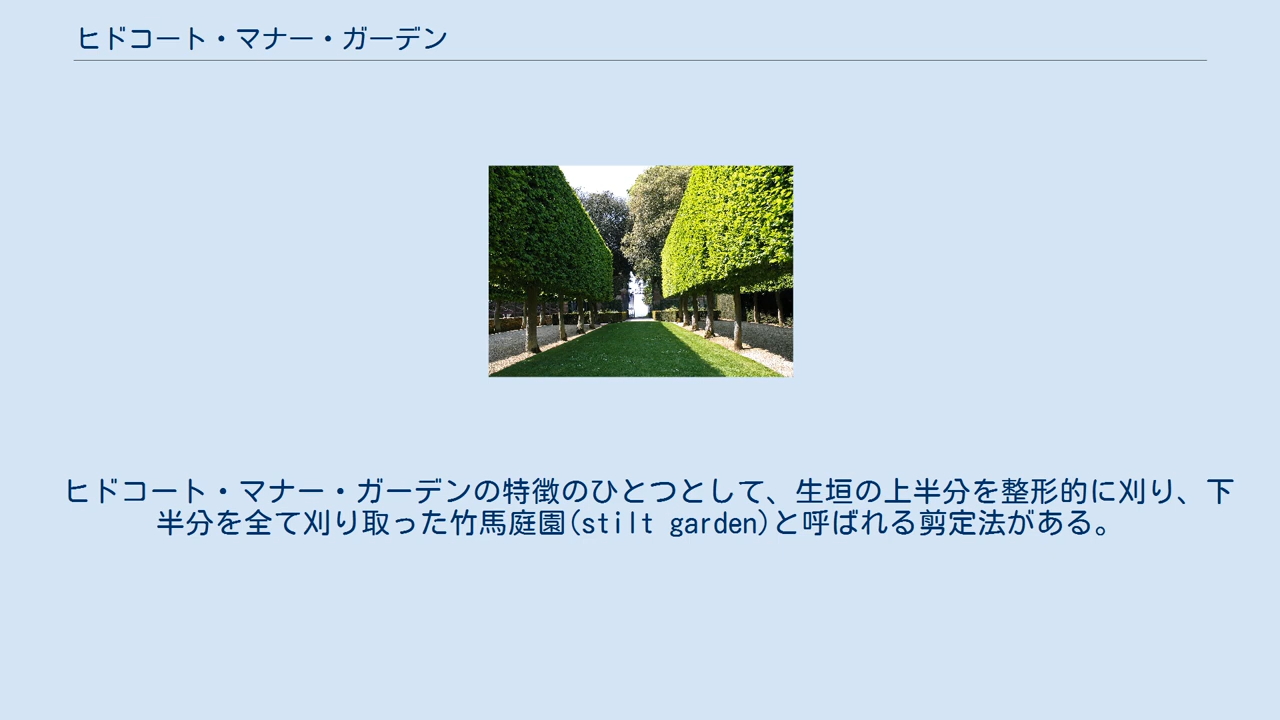 ヒドコート・マナー・ガーデン
ヒドコート・マナー・ガーデンの特徴のひとつとして、生垣の上半分を整形的に刈り、下
半分を全て刈り取った竹馬庭園(stilt garden)と呼ばれる剪定法がある。